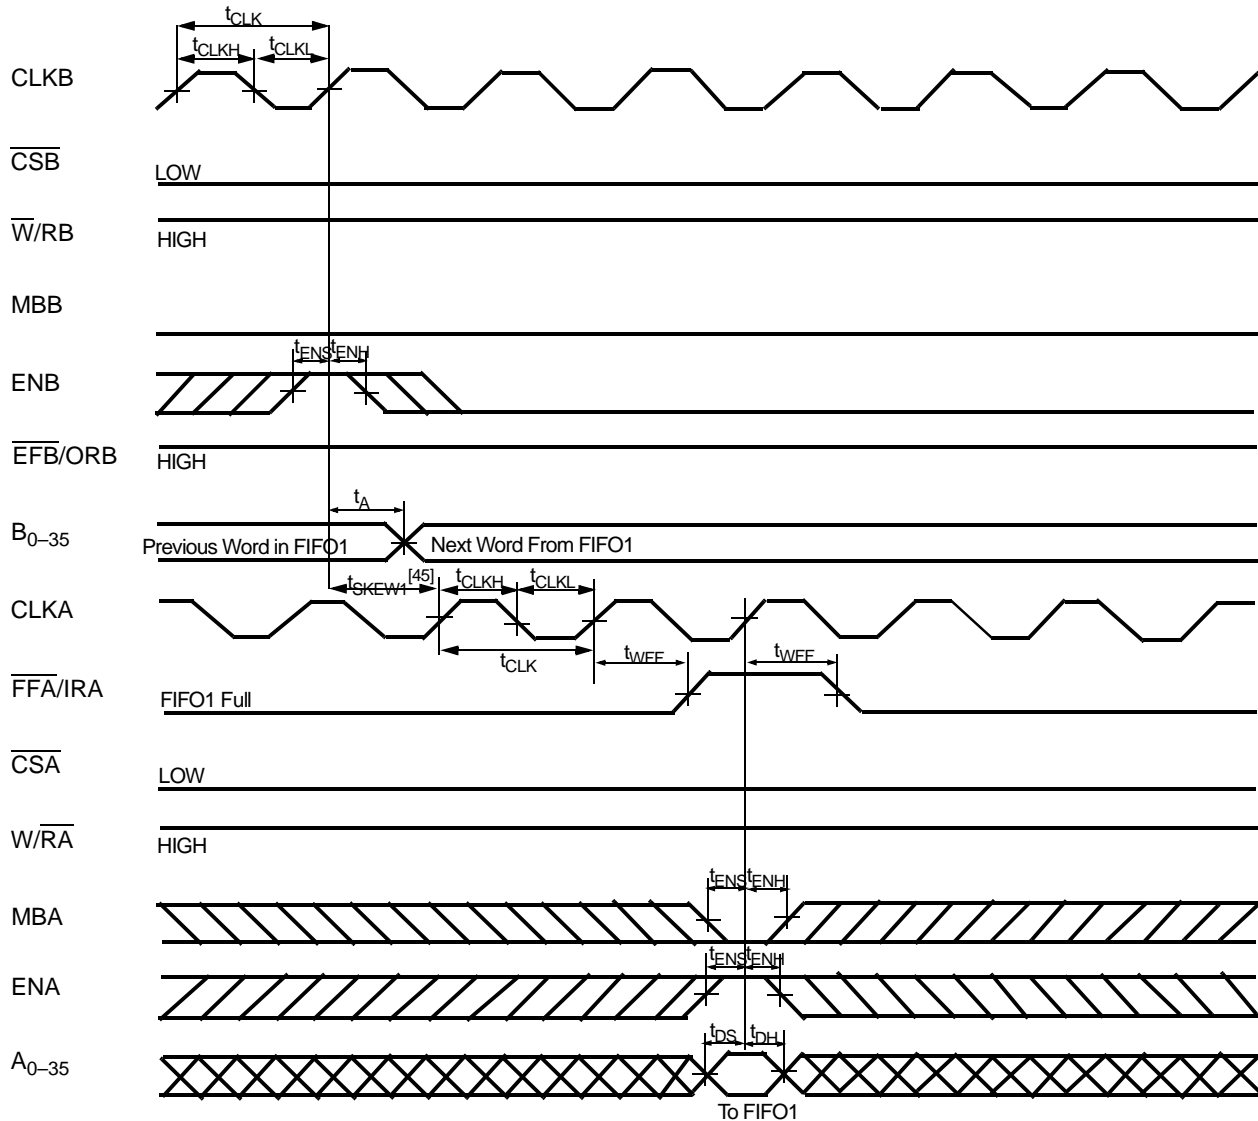 tCLK
tCLKH tCLKL
CLKB
CSB
LOW
W/RB
HIGH
MBB
tENS tENH
ENB
EFB/ORB
HIGH
tA
B0–35
Previous Word in FIFO1 Next Word From FIFO1
tSKEW1[45] tCLKH tCLKL
CLKA
tCLK
tWFF tWFF
FFA/IRA
FIFO1 Full
CSA
LOW
W/RA
HIGH
tENS tENH
MBA
tENS tENH
ENA
tDS tDH
A0–35
To FIFO1